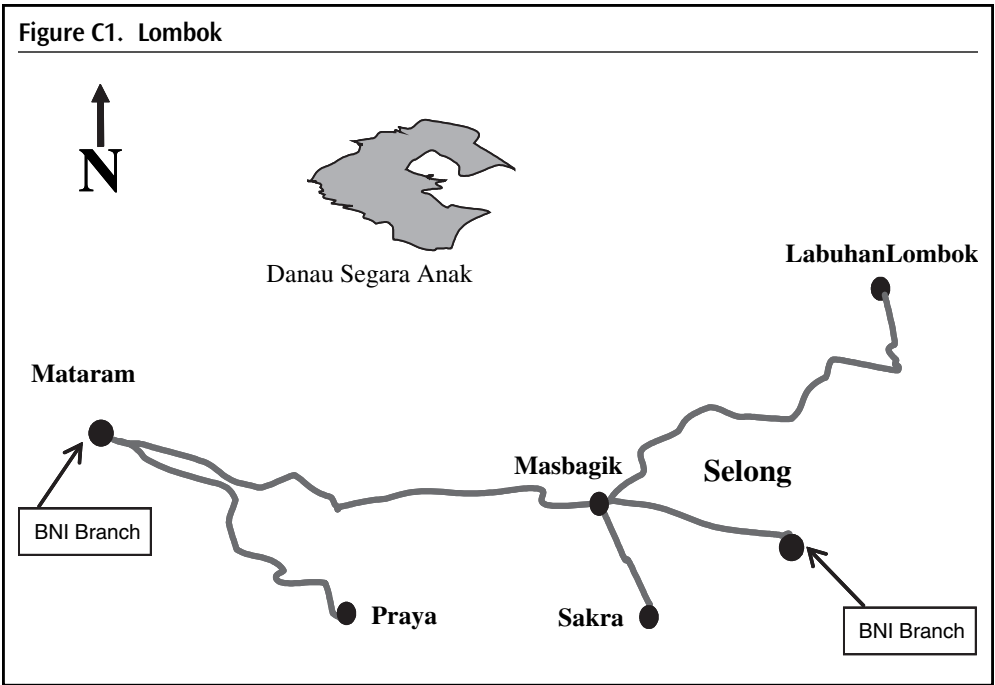 Figure C1. Lombok
N
Danau Segara Anak
LabuhanLombok
Mataram
Masbagik
Selong
BNI Branch
Praya
Sakra
BNI Branch